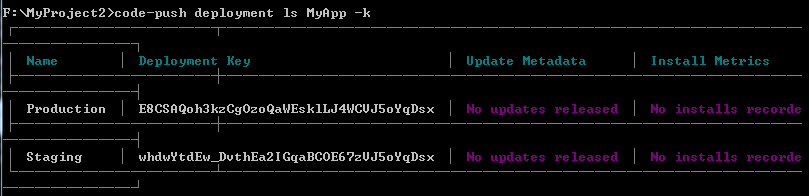 F:\MyProject2>code-push deployment ls MyApp -k
Name Deployment Key Update Metadata Install Metrics
Production E8CSAQoh3kzCgOzoQaWEsklLJ4WCVJ5oYqDsx No updates released No installs recorde
Staging whdwYtdEw_DvthEa2IGqaBCOE67zVJ5oYqDsx No updates released No installs recorde